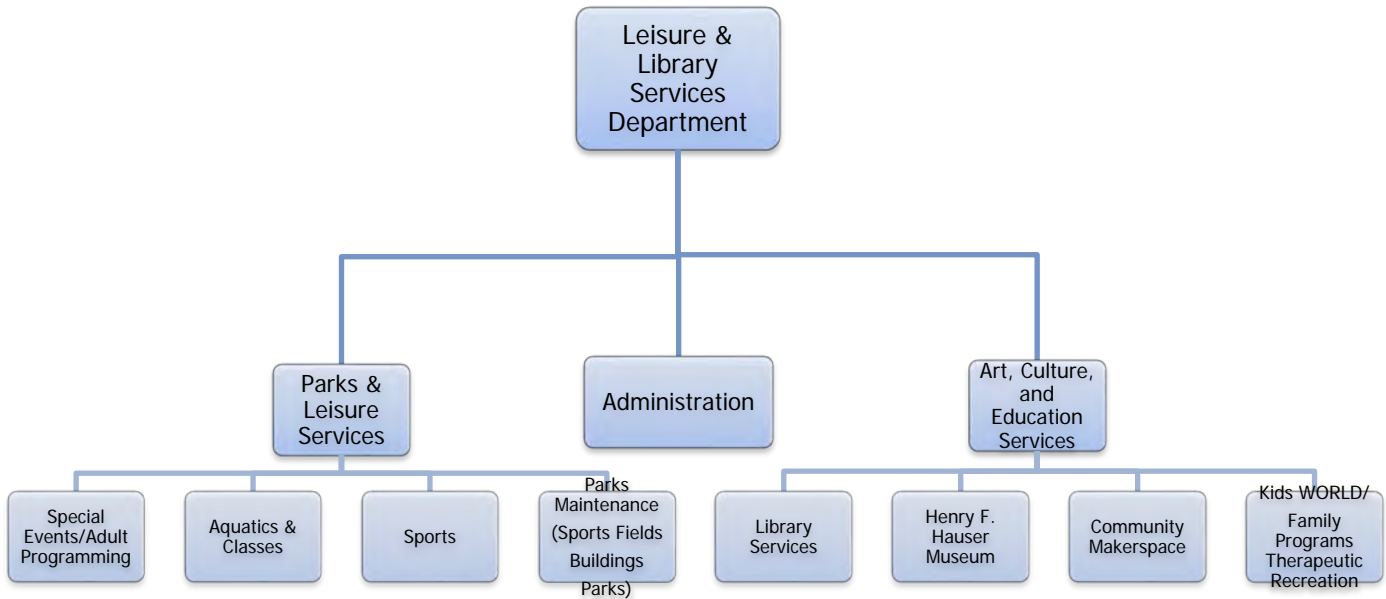 Leisure &
Library
Services
Department
Parks &
Leisure
Services
Administration
Art, Culture,
and
Education
Services
Special
Events/Adult
Programming
Aquatics &
Classes
Sports
Parks
Maintenance
(Sports Fields
Buildings
Parks)
Library
Services
Henry F.
Hauser
Museum
Community
Makerspace
Kids WORLD/
Family
Programs
Therapeutic
Recreation